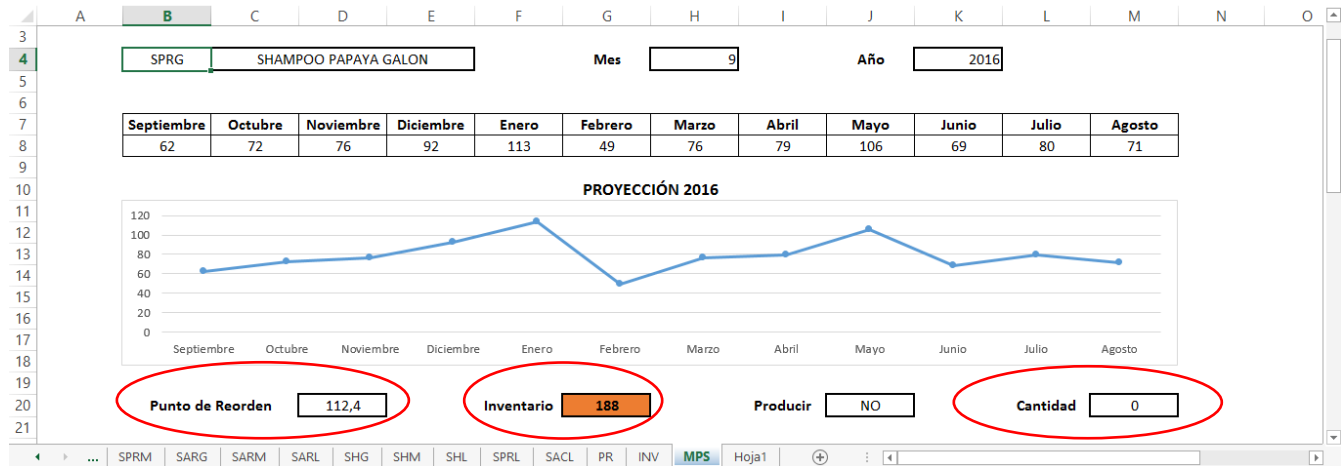 A B C D E F G H I J K L M N O
3
4 SPRG SHAMPOO PAPAYA GALON Mes 9 Año 2016
5
6
7 Septiembre Octubre Noviembre Diciembre Enero Febrero Marzo Abril Mayo Junio Julio Agosto
8 62 72 76 92 113 49 76 79 106 69 80 71
9
10 PROYECCIÓN 2016
11 120
12 100
13 80
14 60
15 40
16 20
17 0
18 Septiembre Octubre Noviembre Diciembre Enero Febrero Marzo Abril Mayo Junio Julio Agosto
19
20 Punto de Reorden 112,4 Inventario 188 Producir NO Cantidad 0
21
... SPRM SARG SARM SARL SHG SHM SHL SPRL SACL PR INV MPS Hoja1